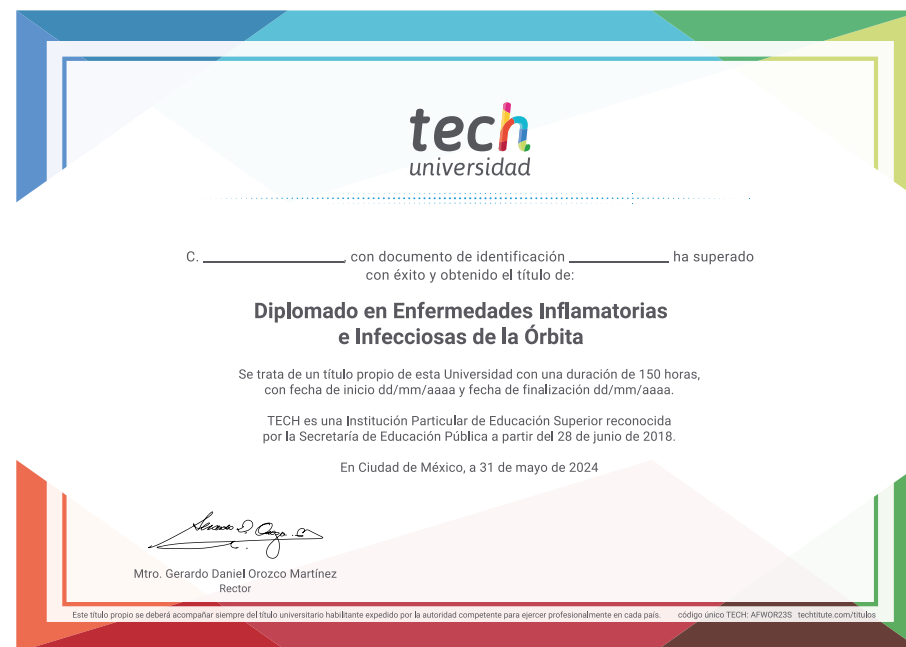 tech
universidad
C. ____________________, con documento de identificación ______________ ha superado
con éxito y obtenido el título de:
Diplomado en Enfermedades Inflamatorias
e Infecciosas de la Órbita
Se trata de un título propio de esta Universidad con una duración de 150 horas,
con fecha de inicio dd/mm/aaaa y fecha de finalización dd/mm/aaaa.
TECH es una Institución Particular de Educación Superior reconocida
por la Secretaría de Educación Pública a partir del 28 de junio de 2018.
En Ciudad de México, a 31 de mayo de 2024
Mtro. Gerardo Daniel Orozco Martínez
Rector
Este título propio se deberá acompañar siempre del título universitario habilitante expedido por la autoridad competente para ejercer profesionalmente en cada país. código único TECH: AFWOR23S techtitute.com/titulos